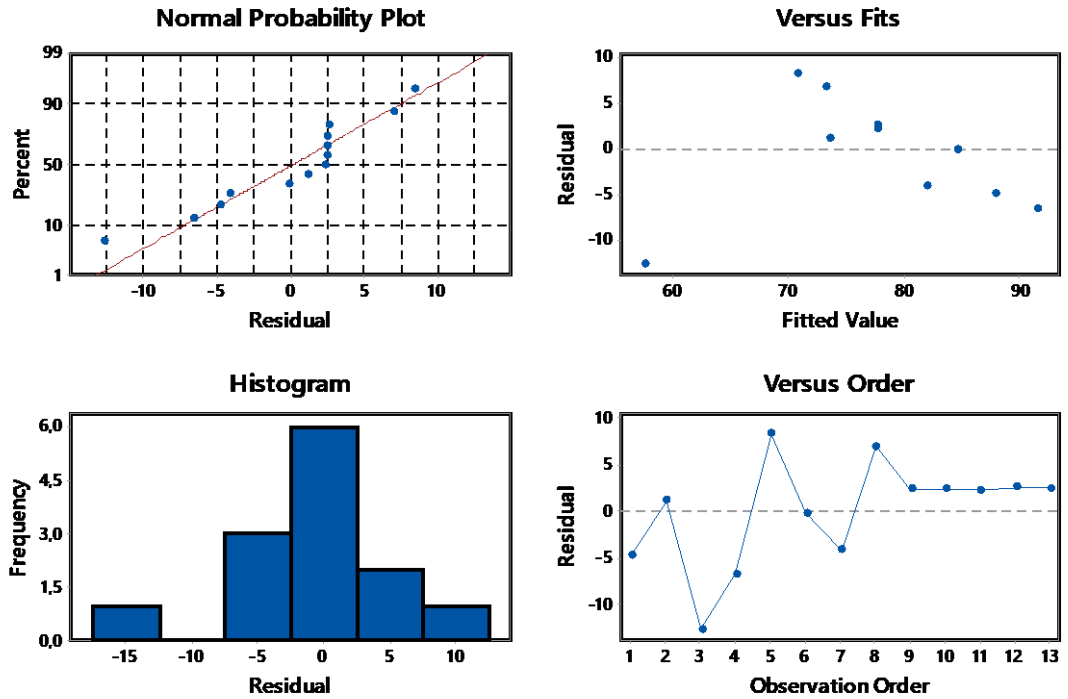 Normal Probability Plot
99
90
50
10
1
Percent
-10 -5 0 5 10
Residual
Versus Fits
10
5
0
-5
-10
Residual
60 70 80 90
Fitted Value
Histogram
6,0
4,5
3,0
1,5
0,0
Frequency
-15 -10 -5 0 5 10
Residual
Versus Order
10
5
0
-5
-10
Residual
1 2 3 4 5 6 7 8 9 10 11 12 13
Observation Order